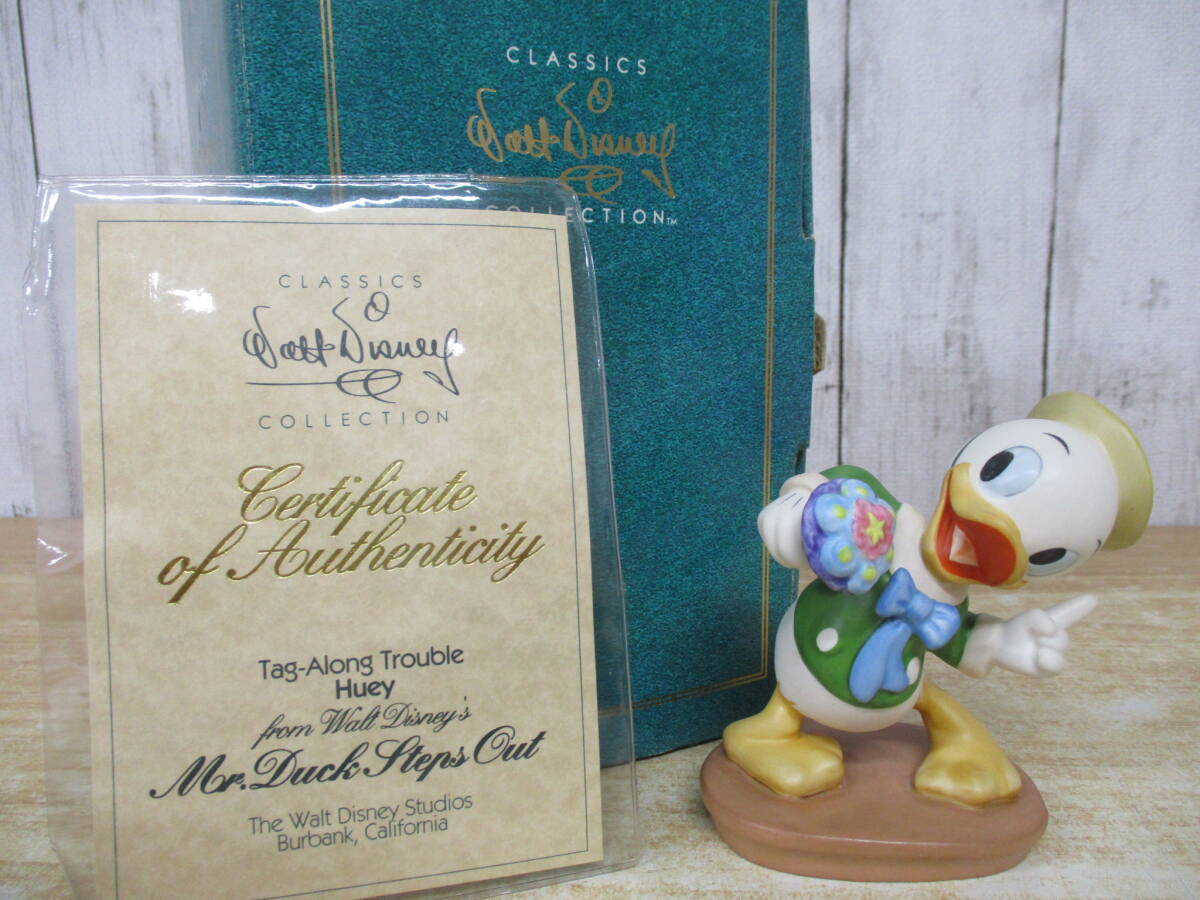 CLASSICS
Walt Disney
COLLECTION™
CLASSICS
Walt Disney
COLLECTION
Certificate
of Authenticity
Tag-Along Trouble
Huey
from Walt Disney's
Mr. Duck Steps Out
The Walt Disney Studios
Burbank, California